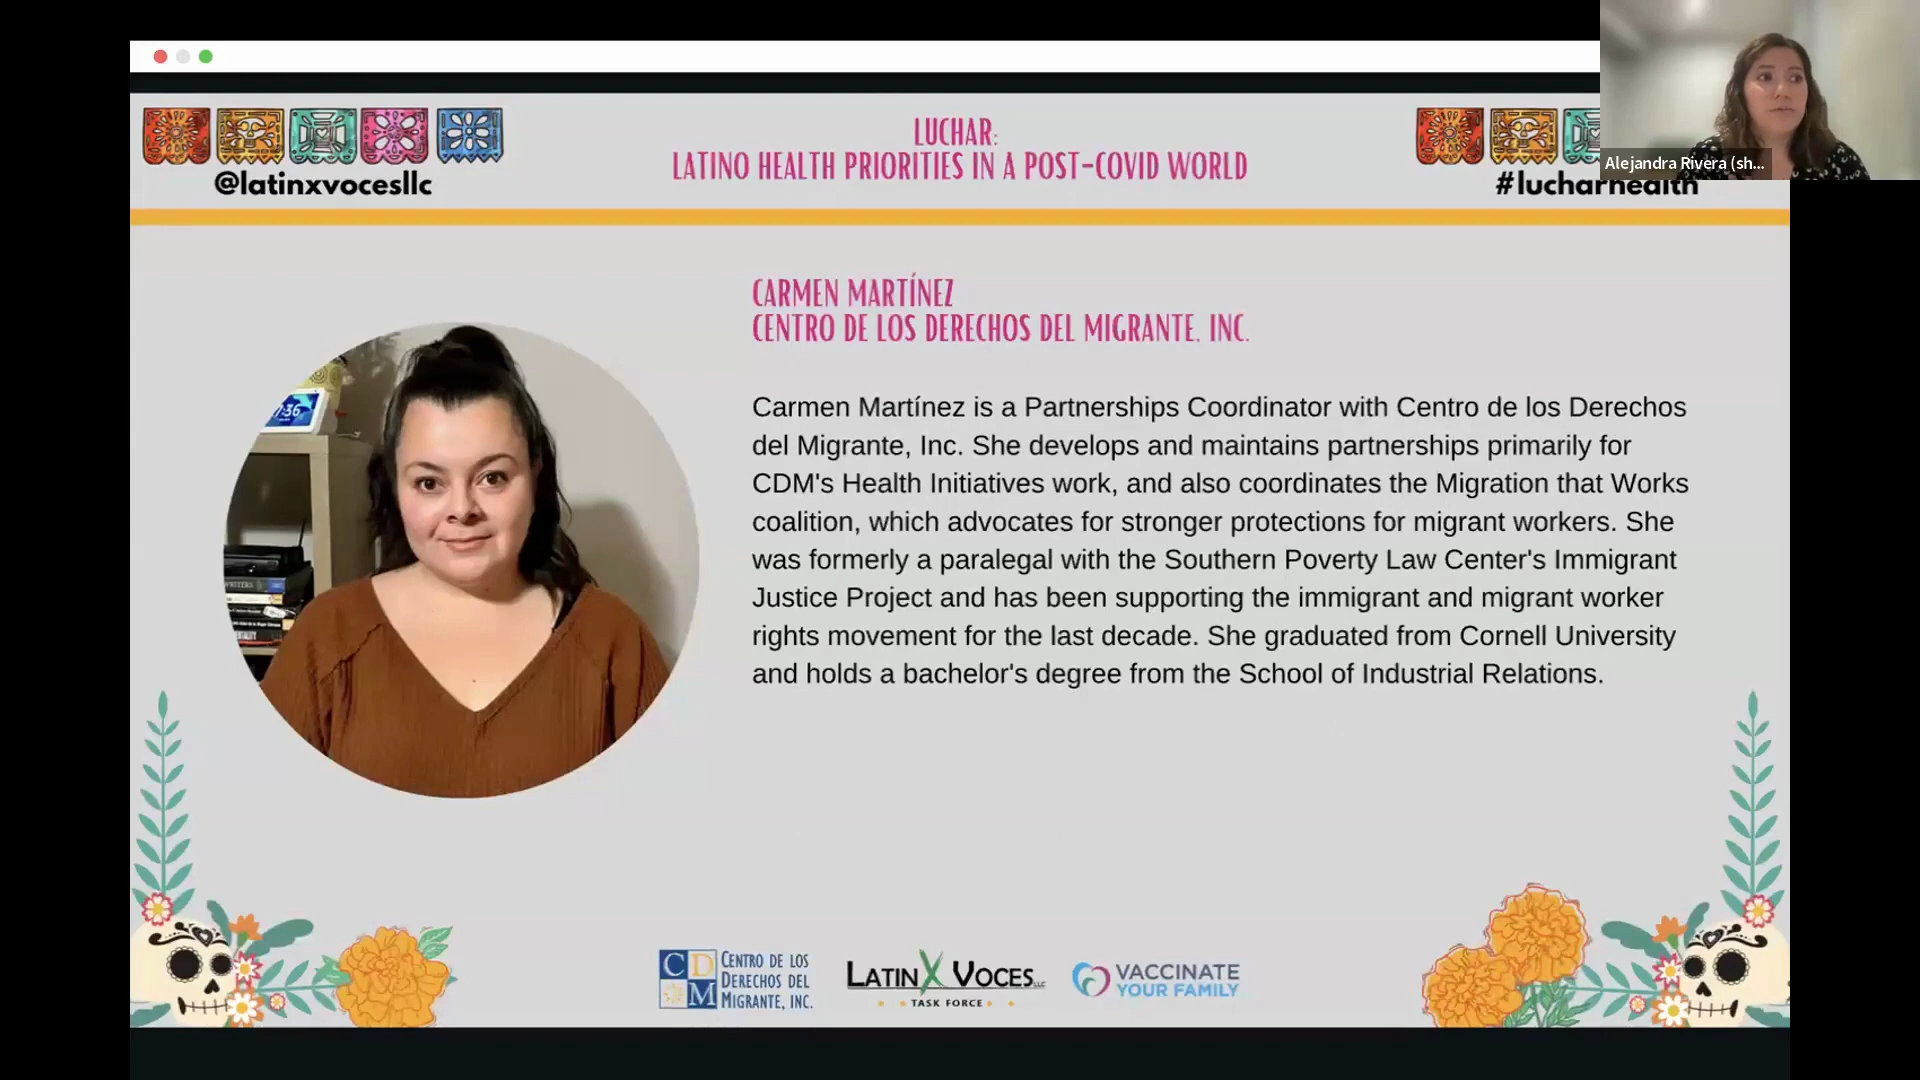 LUCHAR:
LATINO HEALTH PRIORITIES IN A POST-COVID WORLD
@latinxvocesllc
#lucharhealth
Alejandra Rivera (sh...
CARMEN MARTÍNEZ
CENTRO DE LOS DERECHOS DEL MIGRANTE, INC.
Carmen Martínez is a Partnerships Coordinator with Centro de los Derechos
del Migrante, Inc. She develops and maintains partnerships primarily for
CDM's Health Initiatives work, and also coordinates the Migration that Works
coalition, which advocates for stronger protections for migrant workers. She
was formerly a paralegal with the Southern Poverty Law Center's Immigrant
Justice Project and has been supporting the immigrant and migrant worker
rights movement for the last decade. She graduated from Cornell University
and holds a bachelor's degree from the School of Industrial Relations.
7:36
WRITERS
CD
M
CENTRO DE LOS
DERECHOS DEL
MIGRANTE, INC.
LATINX VOCES LLC
TASK FORCE
VACCINATE
YOUR FAMILY